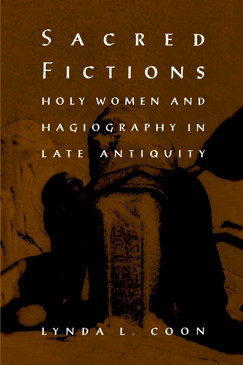 SACRED
FICTIONS
HOLY WOMEN AND
HAGIOGRAPHY IN
LATE ANTIQUITY
LYNDA L. COON